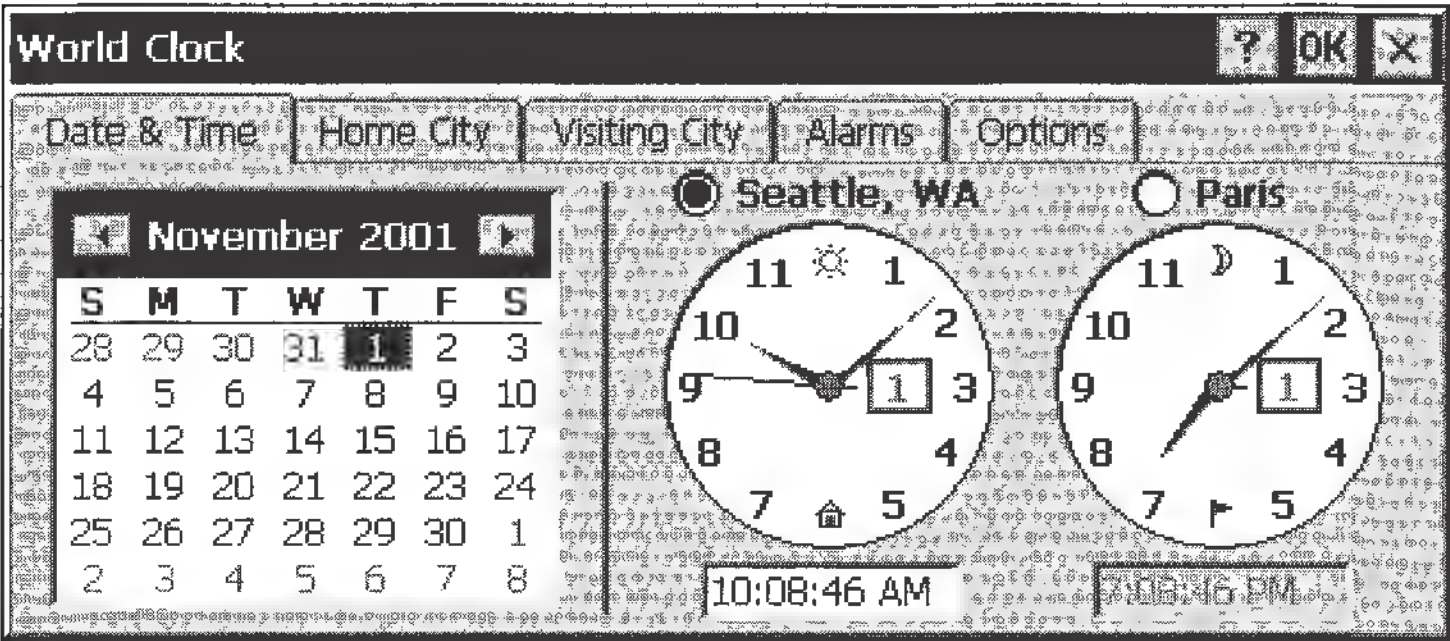 World Clock ? OK X
Date & Time Home City Visiting City Alarms Options
Seattle, WA Paris
November 2001
S M T W T F S
28 29 30 31 1 2 3
4 5 6 7 8 9 10
11 12 13 14 15 16 17
18 19 20 21 22 23 24
25 26 27 28 29 30 1
2 3 4 5 6 7 8
11 1
10 2
9 1 3
8 4
7 5
10:08:46 AM
11 1
10 2
9 1 3
8 4
7 5
7:08:46 PM